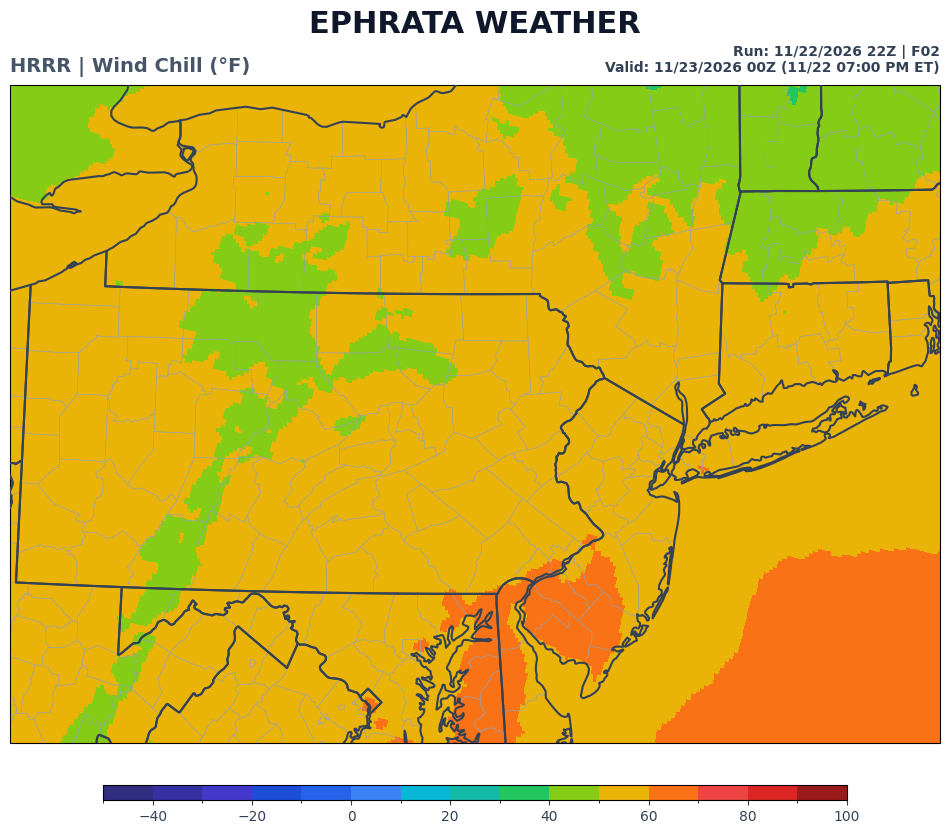 EPHRATA WEATHER
HRRR | Wind Chill (°F)
Run: 11/22/2026 22Z | F02
Valid: 11/23/2026 00Z (11/22 07:00 PM ET)
−40 −20 0 20 40 60 80 100